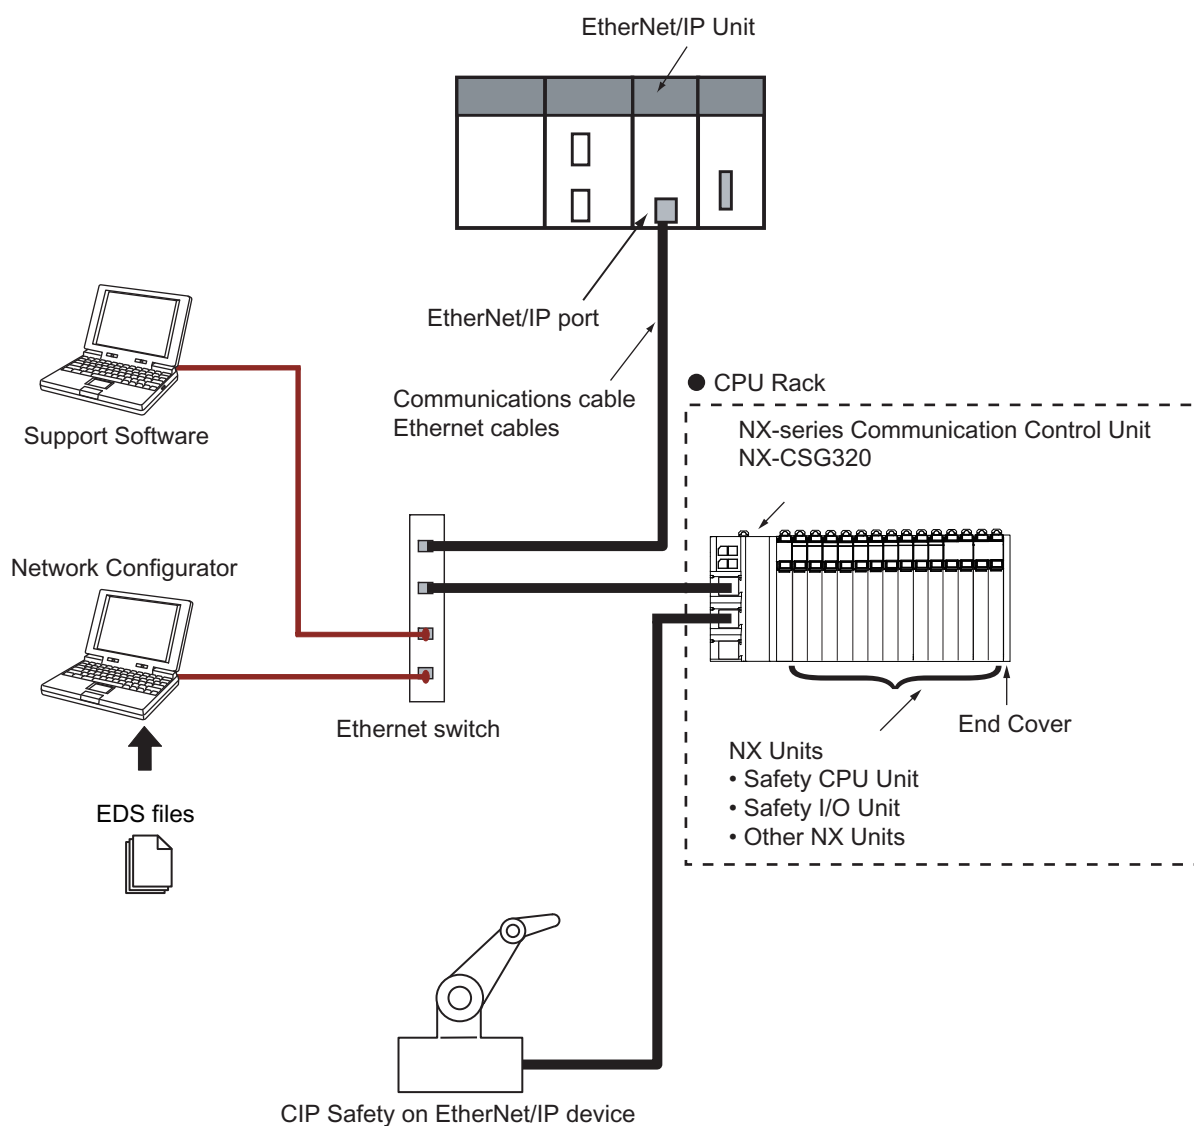 EtherNet/IP Unit
EtherNet/IP port
Communications cable
Ethernet cables
● CPU Rack
NX-series Communication Control Unit
NX-CSG320
Support Software
Network Configurator
Ethernet switch
End Cover
NX Units
• Safety CPU Unit
• Safety I/O Unit
• Other NX Units
EDS files
CIP Safety on EtherNet/IP device